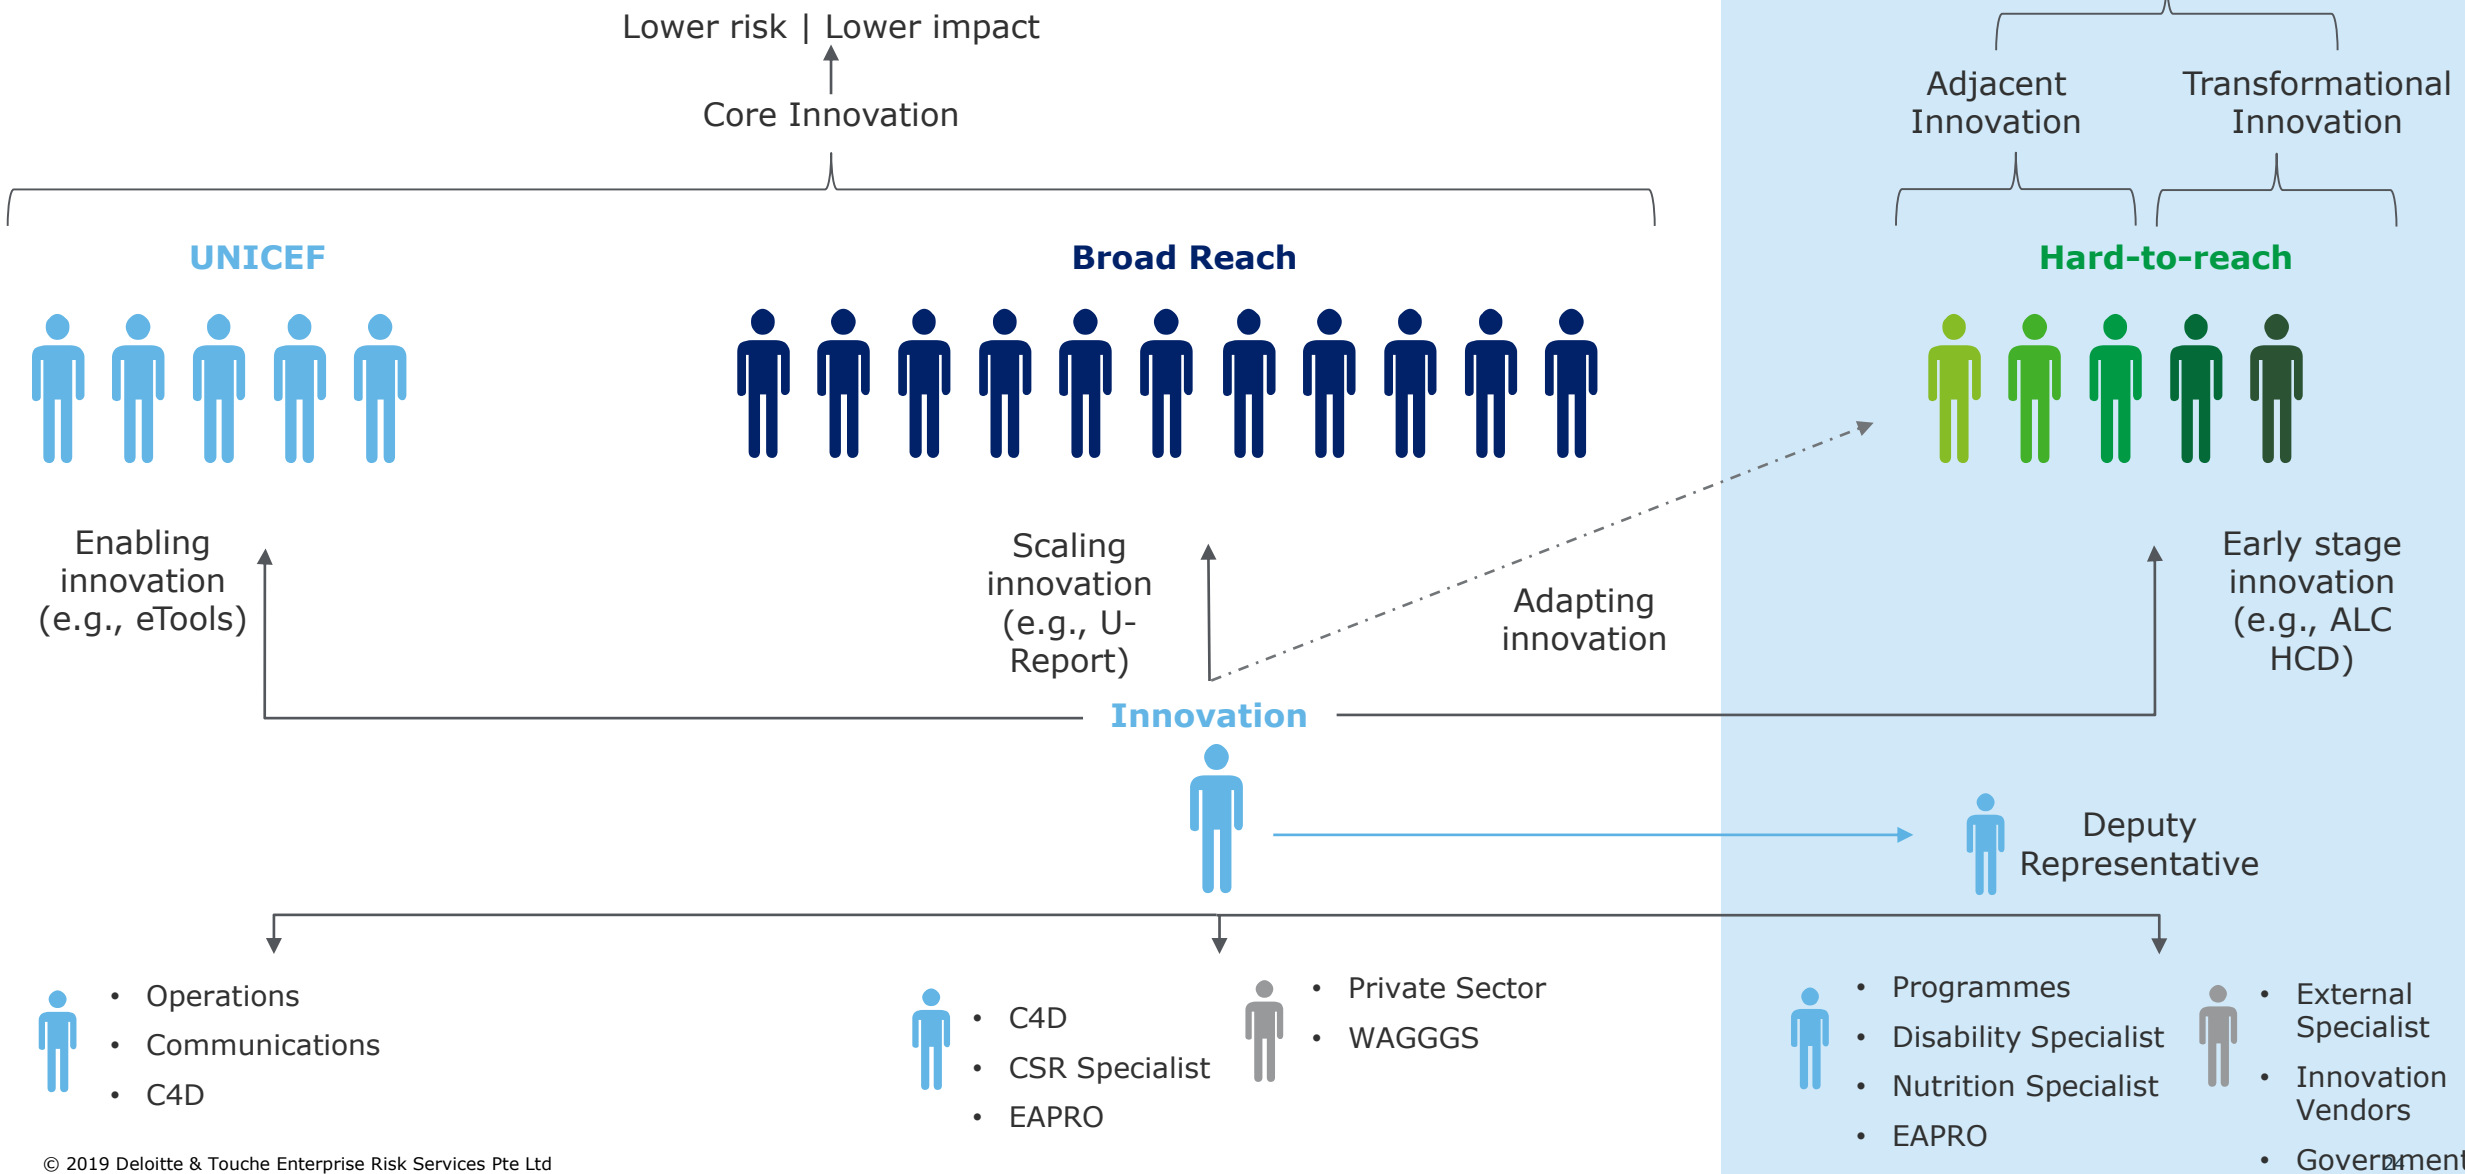 Lower risk | Lower impact
Core Innovation
Adjacent
Innovation
Transformational
Innovation
UNICEF
Broad Reach
Hard-to-reach
Enabling
innovation
(e.g., eTools)
Scaling
innovation
(e.g., U-
Report)
Adapting
innovation
Early stage
innovation
(e.g., ALC
HCD)
Innovation
Deputy
Representative
• Operations
• Communications
• C4D
• C4D
• CSR Specialist
• EAPRO
• Private Sector
• WAGGGS
• Programmes
• Disability Specialist
• Nutrition Specialist
• EAPRO
• External
Specialist
• Innovation
Vendors
• Government
© 2019 Deloitte & Touche Enterprise Risk Services Pte Ltd
24